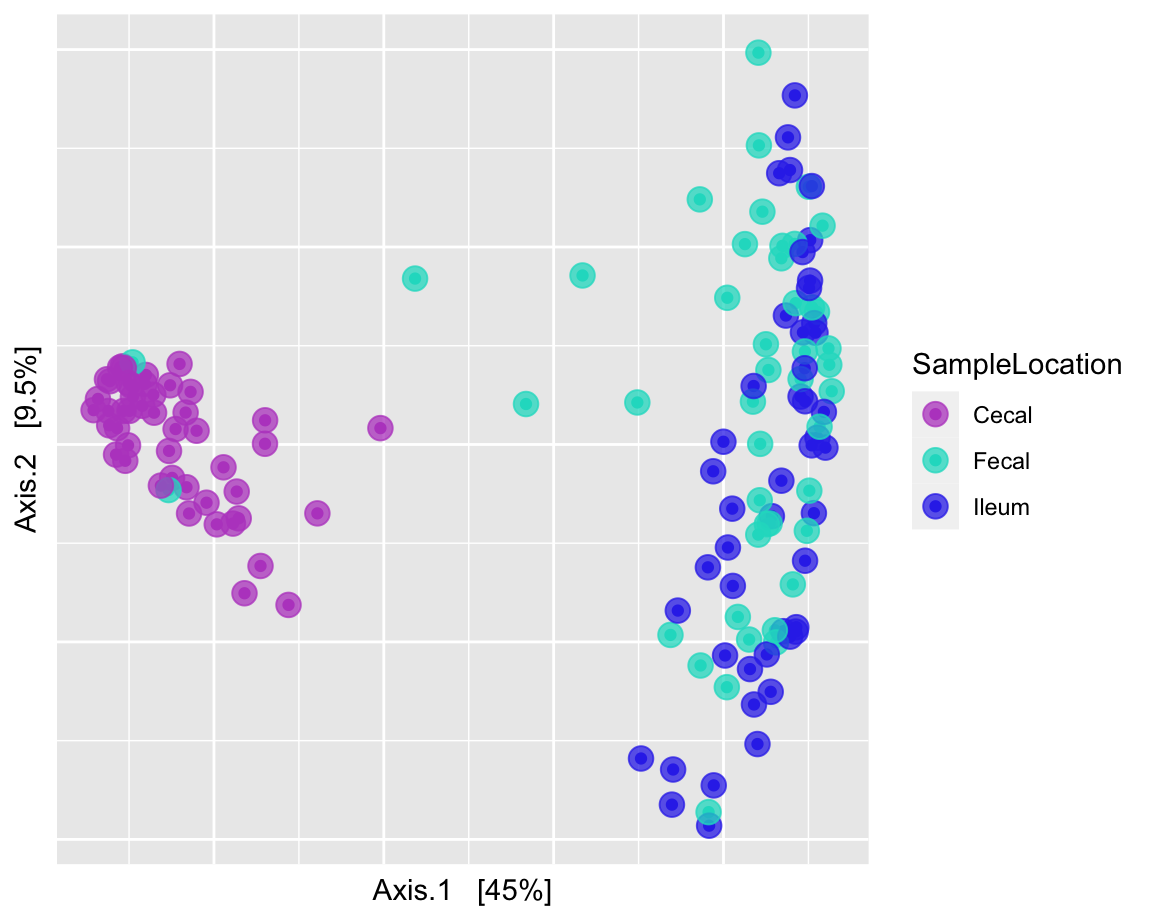 Axis.2 [9.5%]
SampleLocation
Cecal
Fecal
Ileum
Axis.1 [45%]